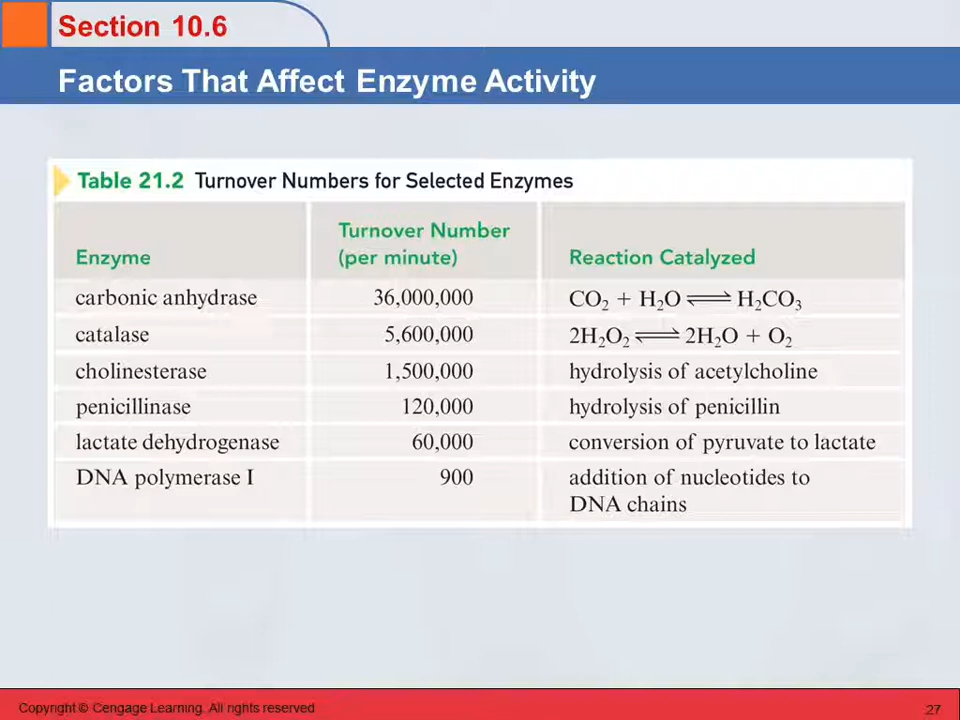 Section 10.6
Factors That Affect Enzyme Activity
Table 21.2 Turnover Numbers for Selected Enzymes
Enzyme Turnover Number (per minute) Reaction Catalyzed
carbonic anhydrase 36,000,000 CO₂ + H₂O ⇌ H₂CO₃
catalase 5,600,000 2H₂O₂ ⇌ 2H₂O + O₂
cholinesterase 1,500,000 hydrolysis of acetylcholine
penicillinase 120,000 hydrolysis of penicillin
lactate dehydrogenase 60,000 conversion of pyruvate to lactate
DNA polymerase I 900 addition of nucleotides to
DNA chains
Copyright © Cengage Learning. All rights reserved 27